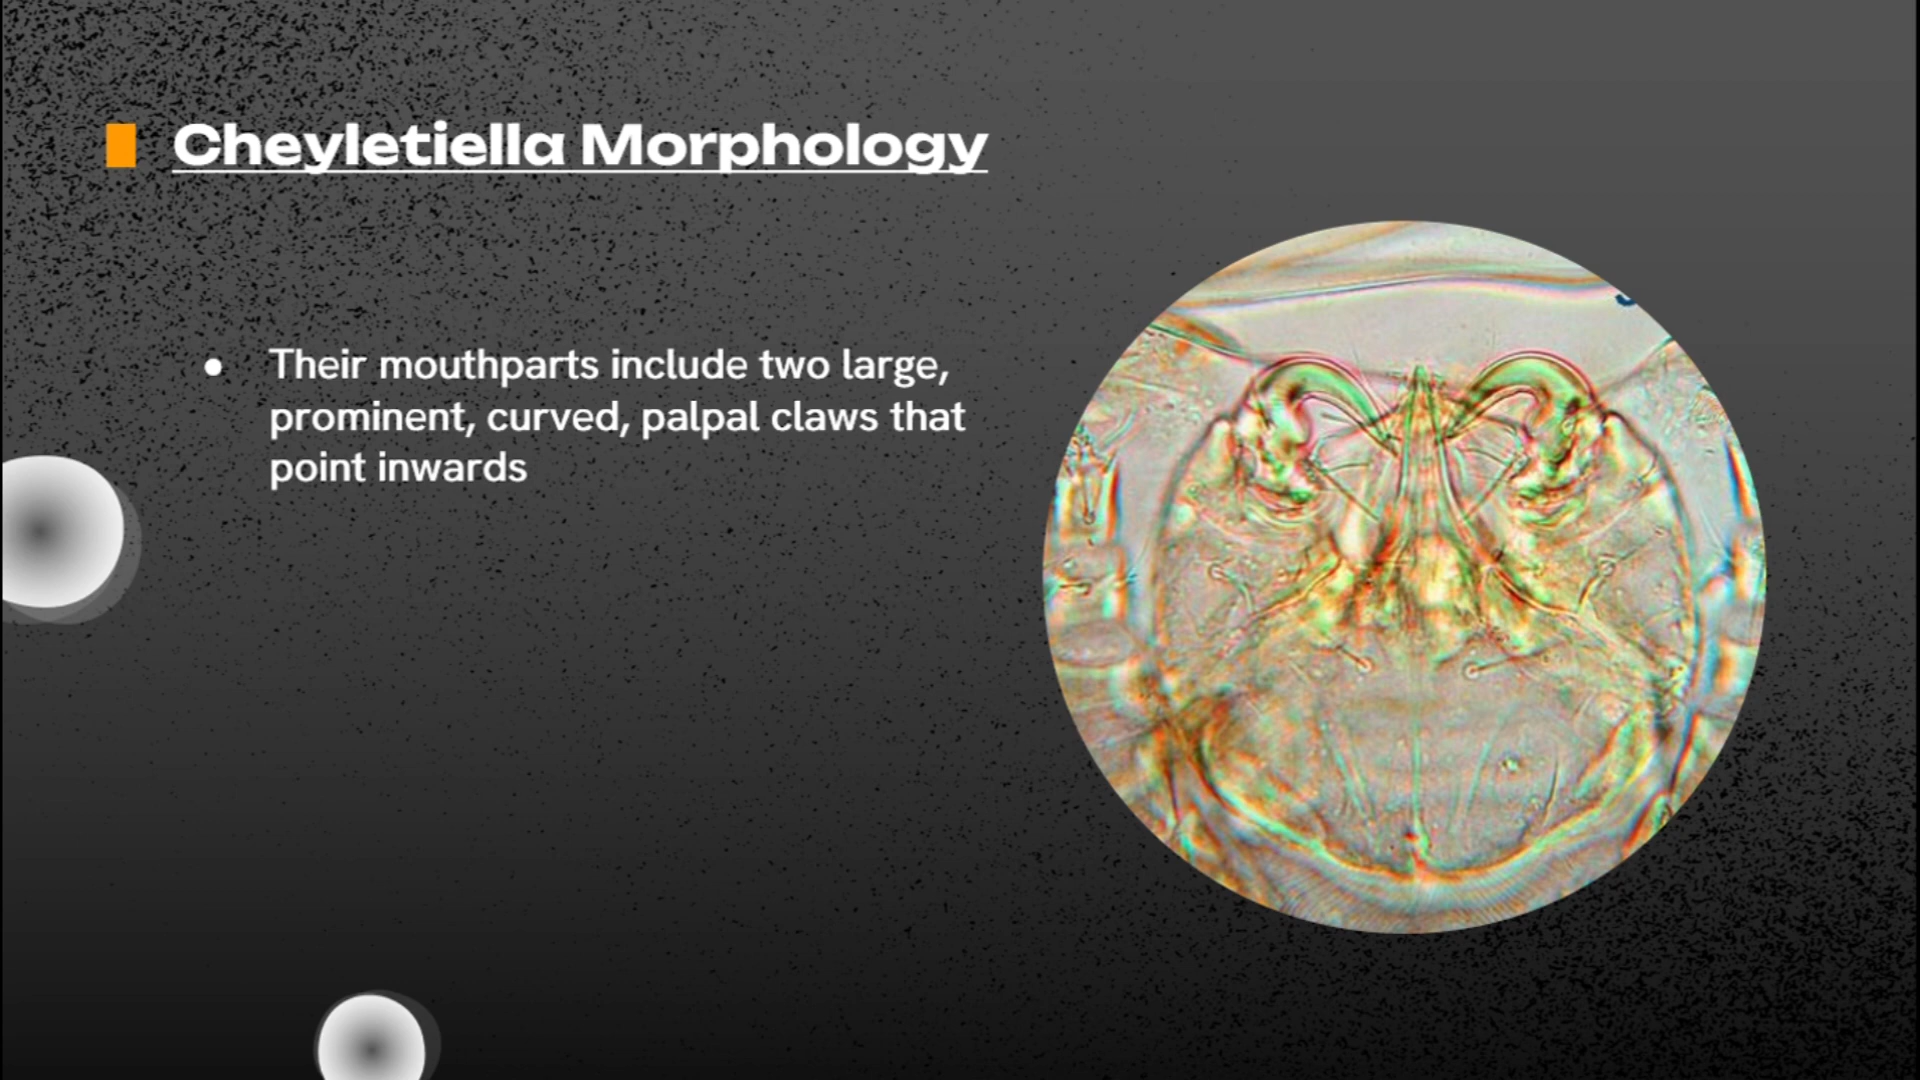 Cheyletiella Morphology
● Their mouthparts include two large,
prominent, curved, palpal claws that
point inwards